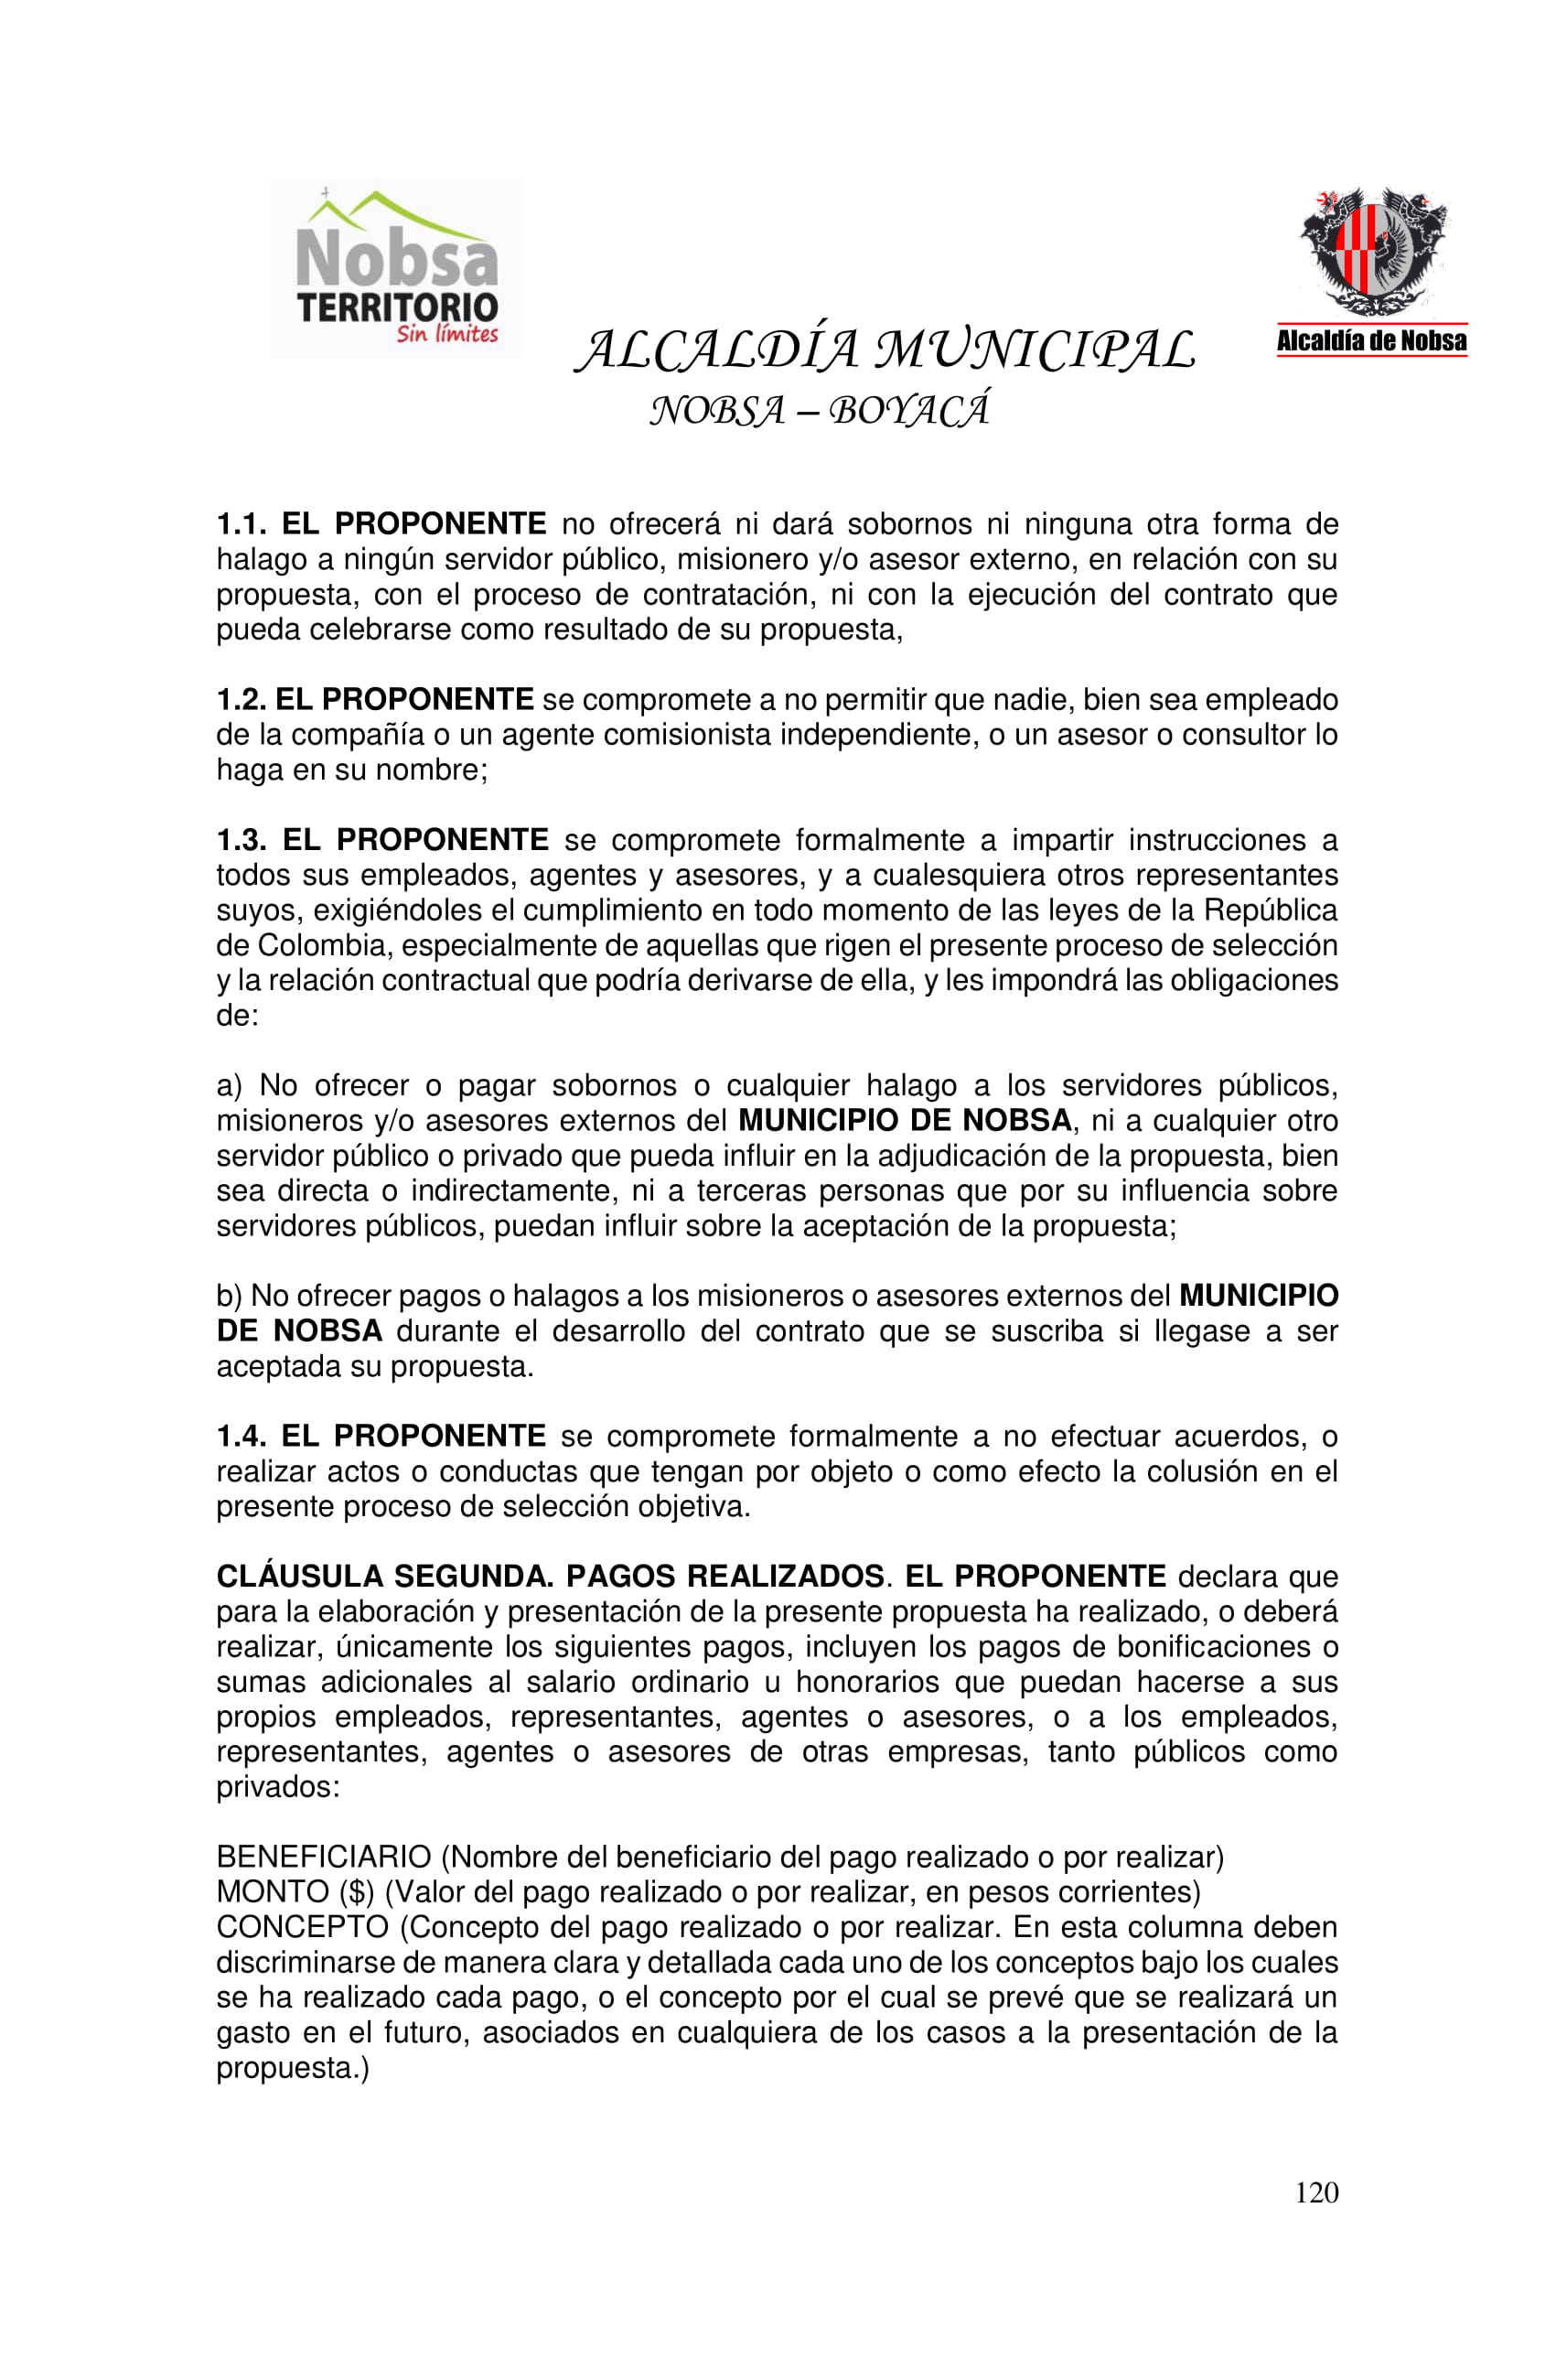 Nobsa
TERRITORIO
Sin límites
Alcaldía de Nobsa
ALCALDÍA MUNICIPAL
NOBSA – BOYACÁ
1.1. EL PROPONENTE no ofrecerá ni dará sobornos ni ninguna otra forma de
halago a ningún servidor público, misionero y/o asesor externo, en relación con su
propuesta, con el proceso de contratación, ni con la ejecución del contrato que
pueda celebrarse como resultado de su propuesta,
1.2. EL PROPONENTE se compromete a no permitir que nadie, bien sea empleado
de la compañía o un agente comisionista independiente, o un asesor o consultor lo
haga en su nombre;
1.3. EL PROPONENTE se compromete formalmente a impartir instrucciones a
todos sus empleados, agentes y asesores, y a cualesquiera otros representantes
suyos, exigiéndoles el cumplimiento en todo momento de las leyes de la República
de Colombia, especialmente de aquellas que rigen el presente proceso de selección
y la relación contractual que podría derivarse de ella, y les impondrá las obligaciones
de:
a) No ofrecer o pagar sobornos o cualquier halago a los servidores públicos,
misioneros y/o asesores externos del MUNICIPIO DE NOBSA, ni a cualquier otro
servidor público o privado que pueda influir en la adjudicación de la propuesta, bien
sea directa o indirectamente, ni a terceras personas que por su influencia sobre
servidores públicos, puedan influir sobre la aceptación de la propuesta;
b) No ofrecer pagos o halagos a los misioneros o asesores externos del MUNICIPIO
DE NOBSA durante el desarrollo del contrato que se suscriba si llegase a ser
aceptada su propuesta.
1.4. EL PROPONENTE se compromete formalmente a no efectuar acuerdos, o
realizar actos o conductas que tengan por objeto o como efecto la colusión en el
presente proceso de selección objetiva.
CLÁUSULA SEGUNDA. PAGOS REALIZADOS. EL PROPONENTE declara que
para la elaboración y presentación de la presente propuesta ha realizado, o deberá
realizar, únicamente los siguientes pagos, incluyen los pagos de bonificaciones o
sumas adicionales al salario ordinario u honorarios que puedan hacerse a sus
propios empleados, representantes, agentes o asesores, o a los empleados,
representantes, agentes o asesores de otras empresas, tanto públicos como
privados:
BENEFICIARIO (Nombre del beneficiario del pago realizado o por realizar)
MONTO ($) (Valor del pago realizado o por realizar, en pesos corrientes)
CONCEPTO (Concepto del pago realizado o por realizar. En esta columna deben
discriminarse de manera clara y detallada cada uno de los conceptos bajo los cuales
se ha realizado cada pago, o el concepto por el cual se prevé que se realizará un
gasto en el futuro, asociados en cualquiera de los casos a la presentación de la
propuesta.)
120